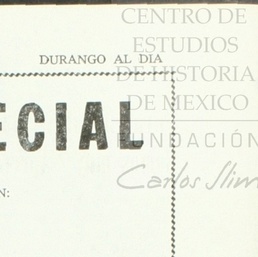 CENTRO DE
ESTUDIOS
DURANGO AL DIA
DE HISTORIA
DE MEXICO
ECIAL
FUNDACIÓN
Carlos Slim
N: